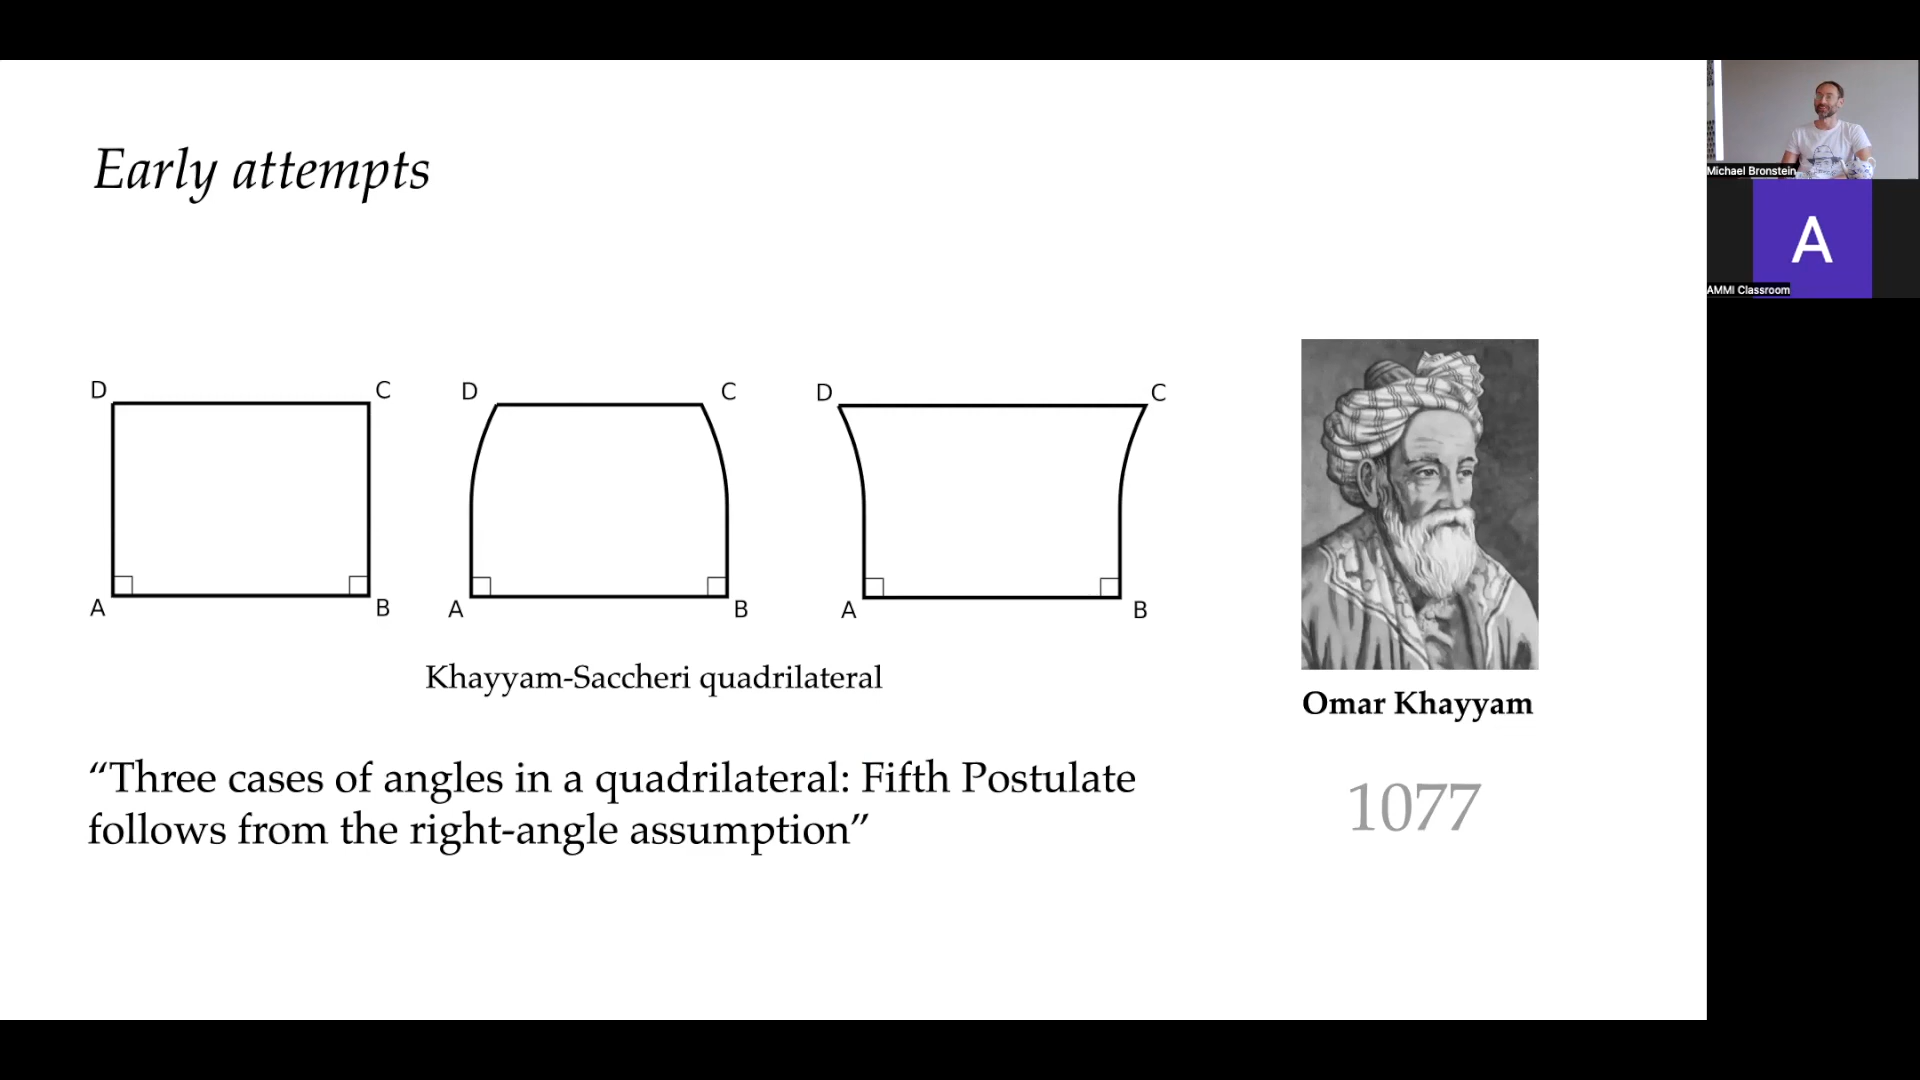 Early attempts
D C D C D C
A B A B A B
Khayyam-Saccheri quadrilateral
Omar Khayyam
“Three cases of angles in a quadrilateral: Fifth Postulate
follows from the right-angle assumption”
1077
Michael Bronstein
A
AMMI Classroom